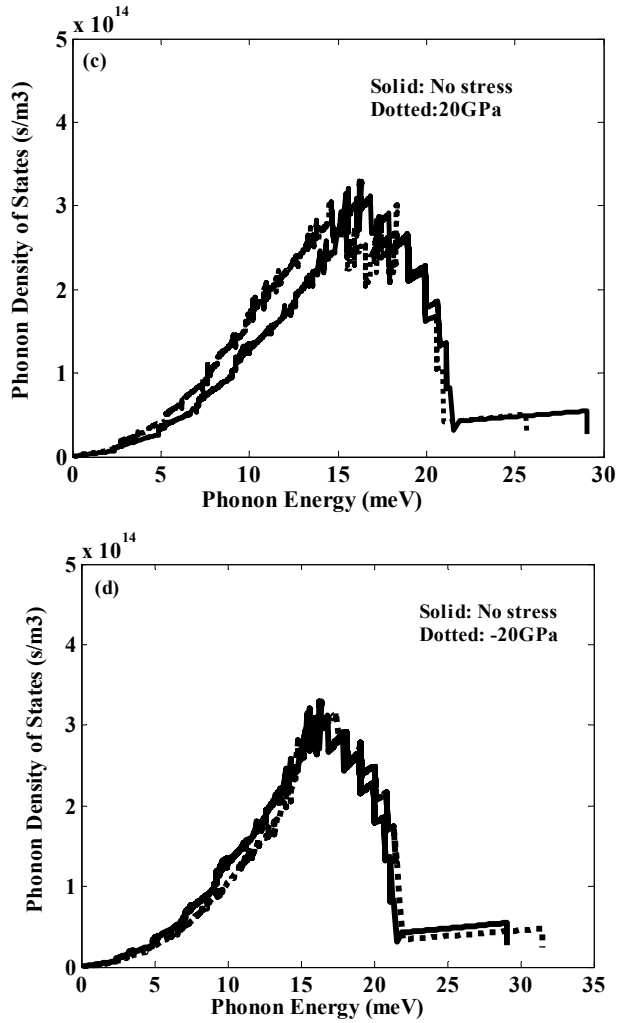 x 10^14
5
(c)
Solid: No stress
Dotted:20GPa
4
3
2
1
0
Phonon Density of States (s/m3)
0 5 10 15 20 25 30
Phonon Energy (meV)
x 10^14
5
(d)
Solid: No stress
Dotted: -20GPa
4
3
2
1
0
Phonon Density of States (s/m3)
0 5 10 15 20 25 30 35
Phonon Energy (meV)